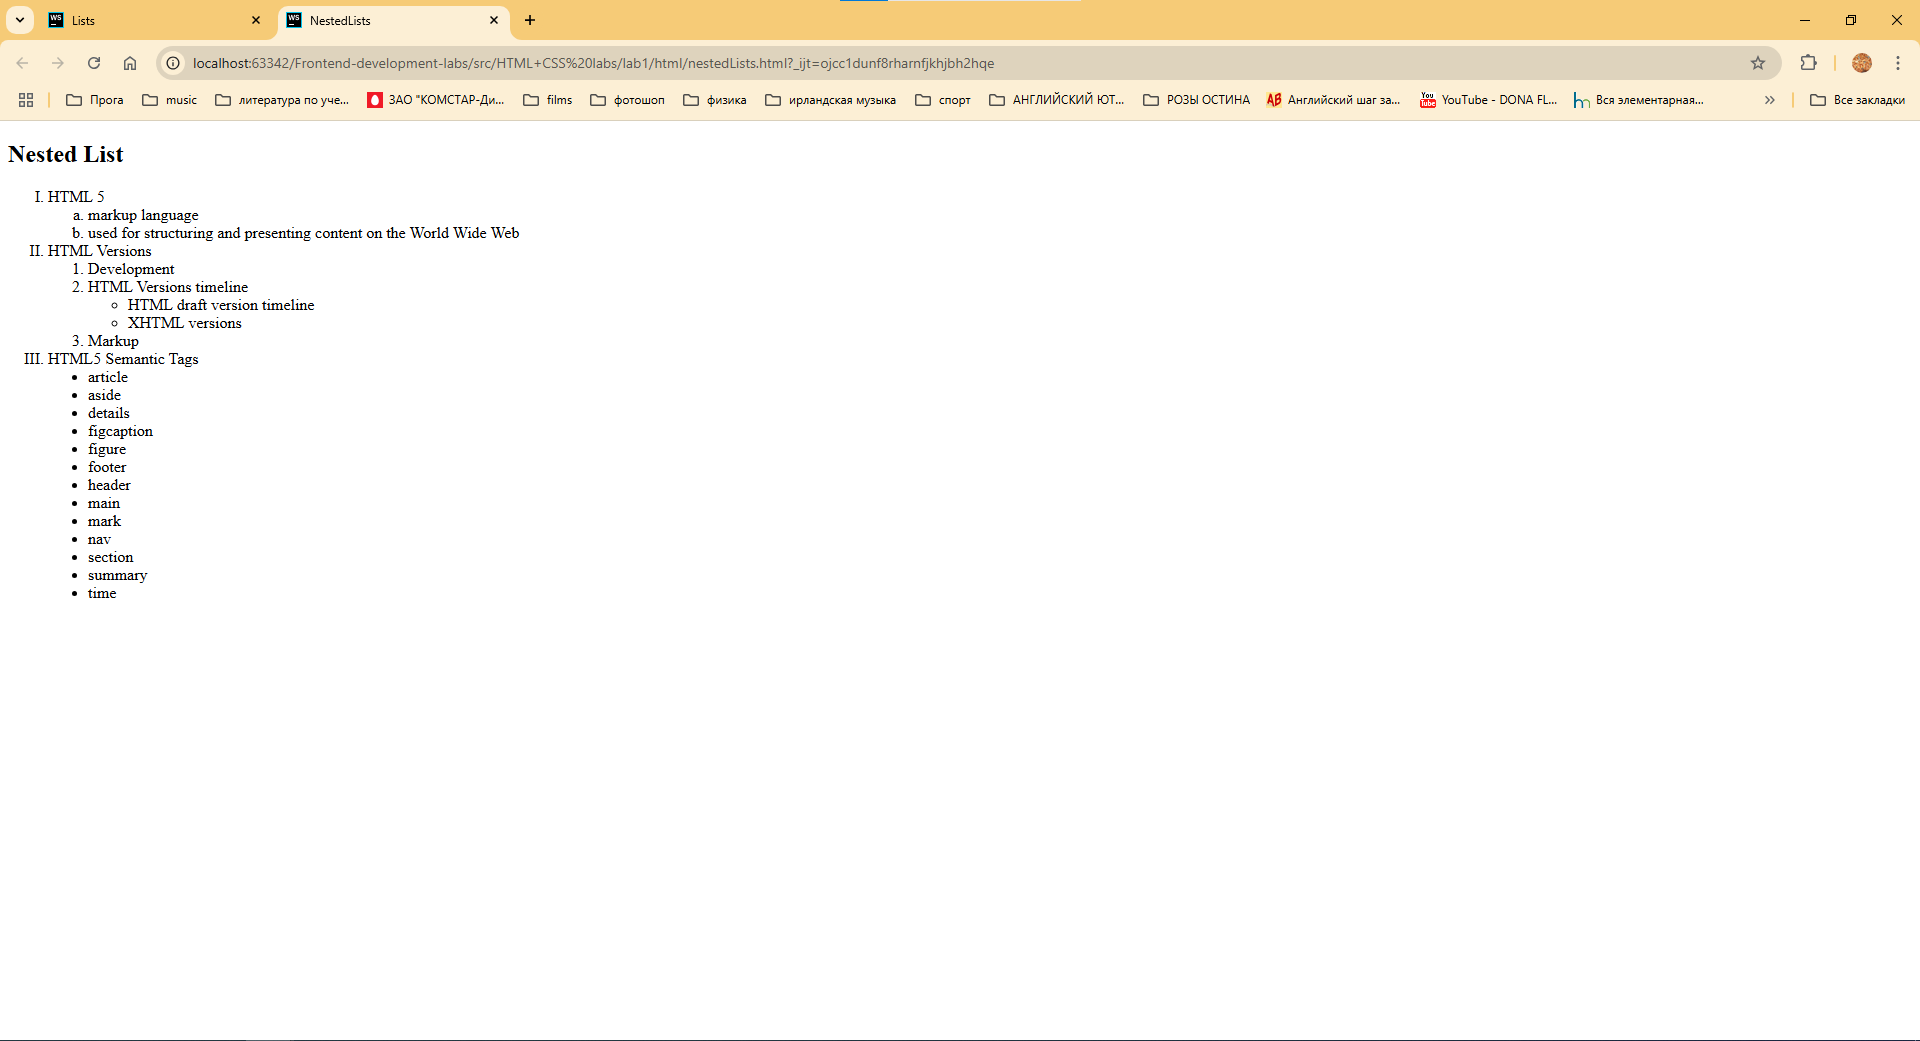 Lists
NestedLists
localhost:63342/Frontend-development-labs/src/HTML+CSS%20labs/lab1/html/nestedLists.html?_ijt=ojcc1dunf8rharnfjkhjbh2hqe
Прога music литература по уче... ЗАО "КОМСТАР-Ди... films фотошоп физика ирландская музыка спорт АНГЛИЙСКИЙ ЮТ... РОЗЫ ОСТИНА Английский шаг за... YouTube - DONA FL... Вся элементарная... Все закладки
Nested List
I. HTML 5
a. markup language
b. used for structuring and presenting content on the World Wide Web
II. HTML Versions
1. Development
2. HTML Versions timeline
HTML draft version timeline
XHTML versions
3. Markup
III. HTML5 Semantic Tags
article
aside
details
figcaption
figure
footer
header
main
mark
nav
section
summary
time